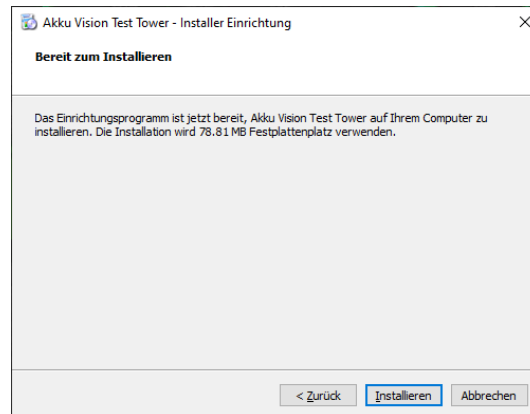 Akku Vision Test Tower - Installer Einrichtung
Bereit zum Installieren
Das Einrichtungsprogramm ist jetzt bereit, Akku Vision Test Tower auf Ihrem Computer zu
installieren. Die Installation wird 78.81 MB Festplattenplatz verwenden.
< Zurück Installieren Abbrechen